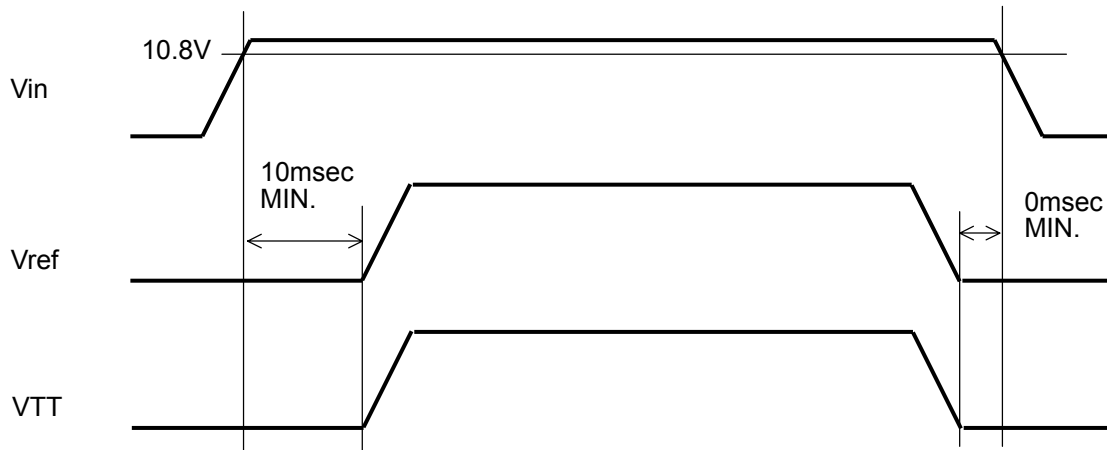 10.8V
Vin
10msec
MIN.
0msec
MIN.
Vref
VTT